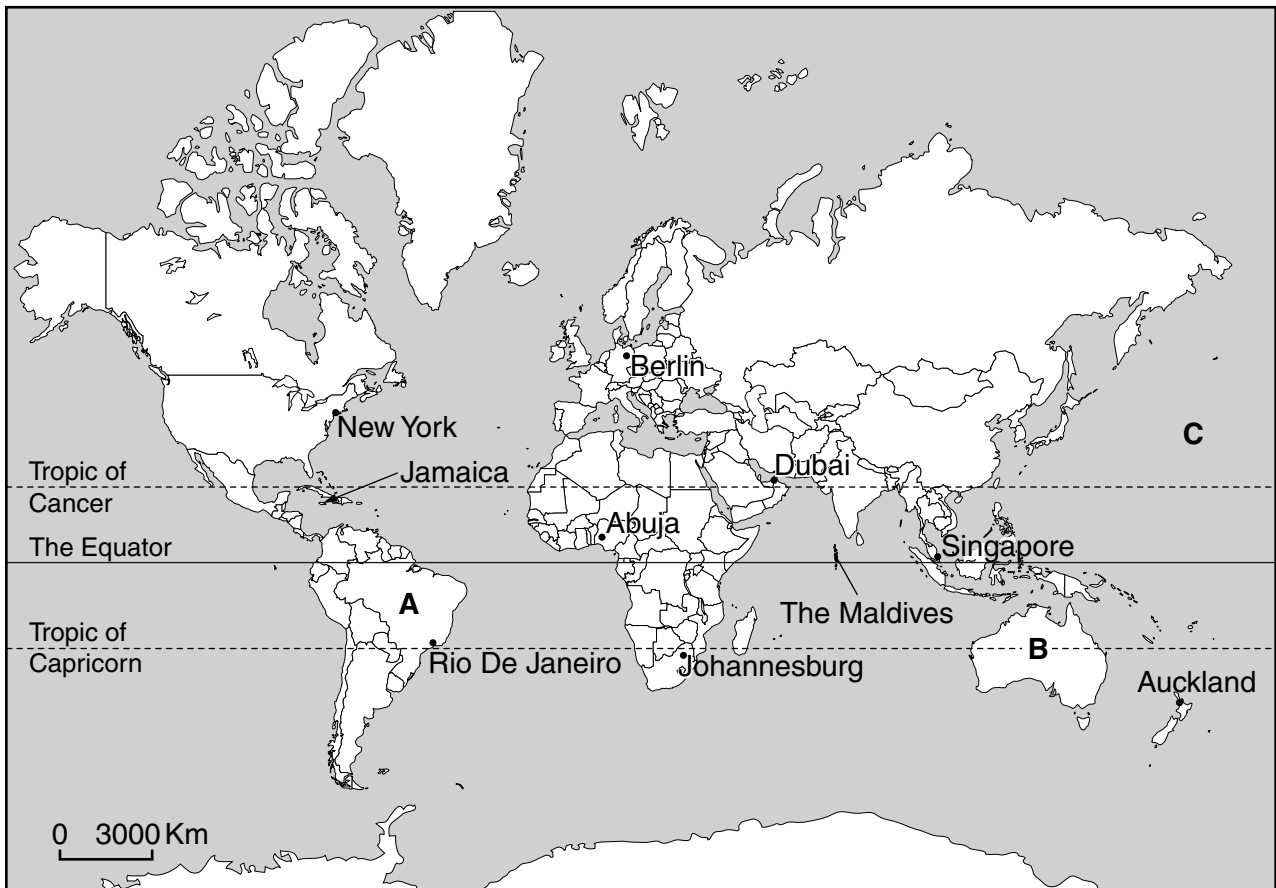 Berlin
C
New York
Tropic of
Cancer
Jamaica
Dubai
Abuja
The Equator
Singapore
A
The Maldives
Tropic of
Capricorn
B
Rio De Janeiro
Johannesburg
Auckland
0 3000 Km